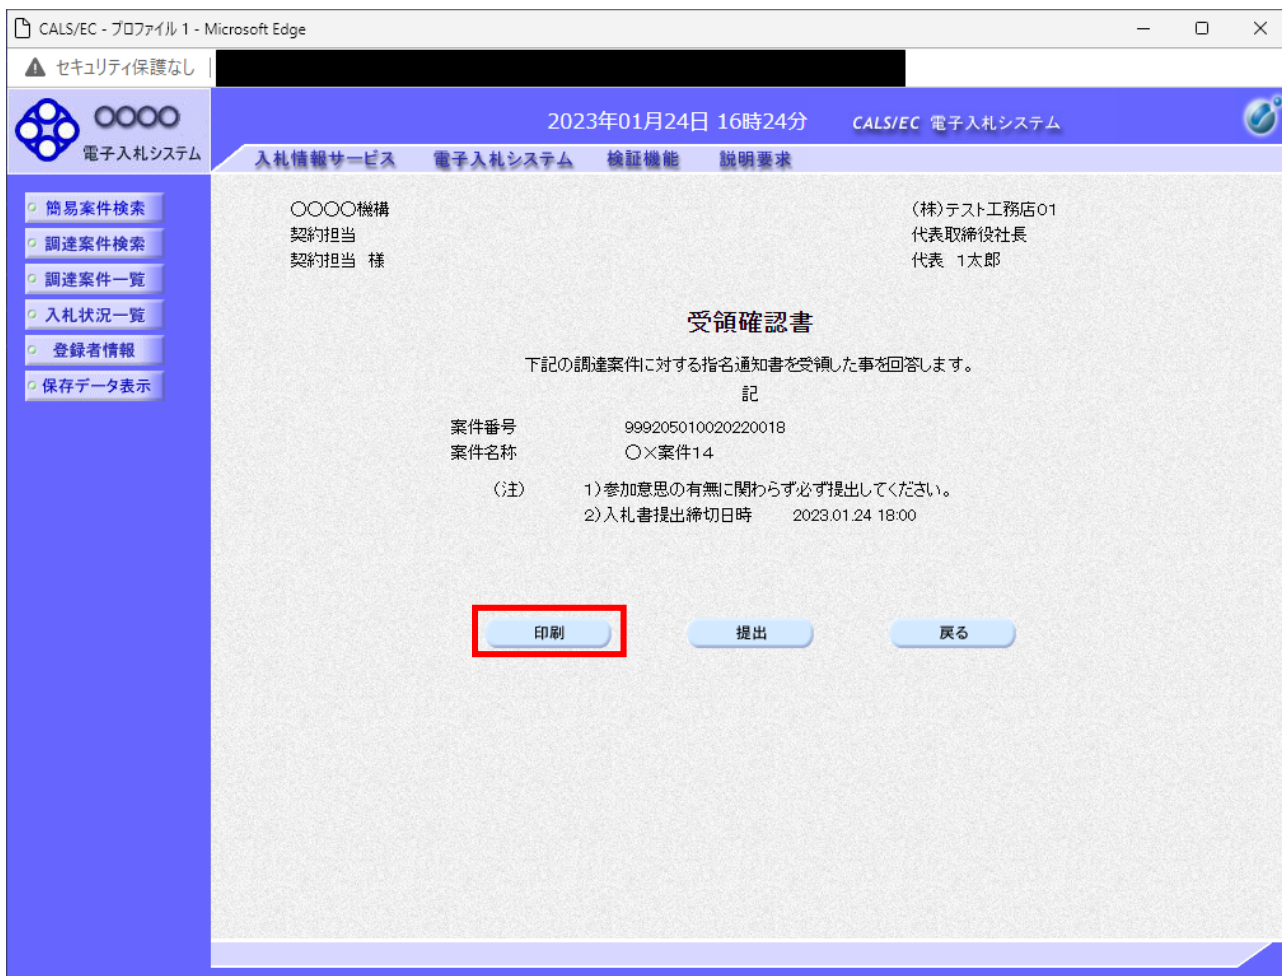 CALS/EC - プロファイル 1 - Microsoft Edge
セキュリティ保護なし
〇〇〇〇
電子入札システム
2023年01月24日 16時24分
CALS/EC 電子入札システム
入札情報サービス
電子入札システム
検証機能
説明要求
簡易案件検索
調達案件検索
調達案件一覧
入札状況一覧
登録者情報
保存データ表示
〇〇〇〇機構
契約担当
契約担当 様
(株)テスト工務店01
代表取締役社長
代表 1太郎
受領確認書
下記の調達案件に対する指名通知書を受領した事を回答します。
記
案件番号 999205010020220018
案件名称 〇×案件14
(注) 1)参加意思の有無に関わらず必ず提出してください。
2)入札書提出締切日時 2023.01.24 18:00
印刷
提出
戻る